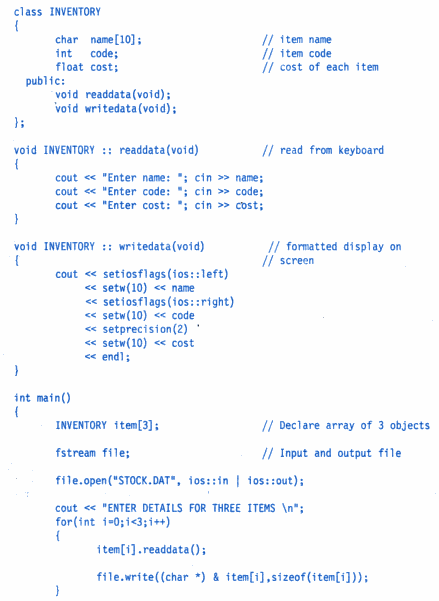 class INVENTORY
{
char name[10]; // item name
int code; // item code
float cost; // cost of each item
public:
void readdata(void);
void writedata(void);
};
void INVENTORY :: readdata(void) // read from keyboard
{
cout << "Enter name: "; cin >> name;
cout << "Enter code: "; cin >> code;
cout << "Enter cost: "; cin >> cost;
}
void INVENTORY :: writedata(void) // formatted display on
{ // screen
cout << setiosflags(ios::left)
<< setw(10) << name
<< setiosflags(ios::right)
<< setw(10) << code
<< setprecision(2)
<< setw(10) << cost
<< endl;
}
int main()
{
INVENTORY item[3]; // Declare array of 3 objects
fstream file; // Input and output file
file.open("STOCK.DAT", ios::in | ios::out);
cout << "ENTER DETAILS FOR THREE ITEMS \n";
for(int i=0;i<3;i++)
{
item[i].readdata();
file.write((char *) & item[i],sizeof(item[i]));
}